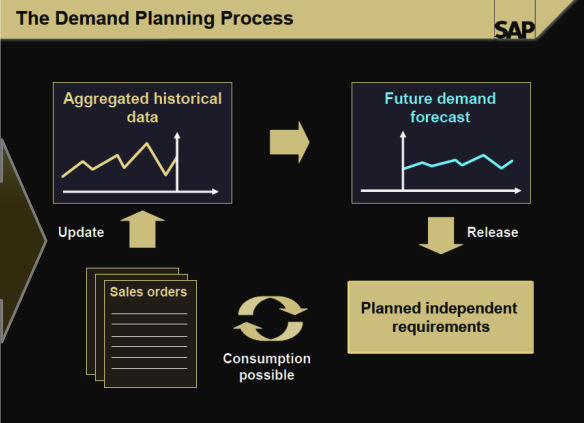 The Demand Planning Process
SAP
Aggregated historical
data
Future demand
forecast
Update
Release
Sales orders
Planned independent
requirements
Consumption
possible